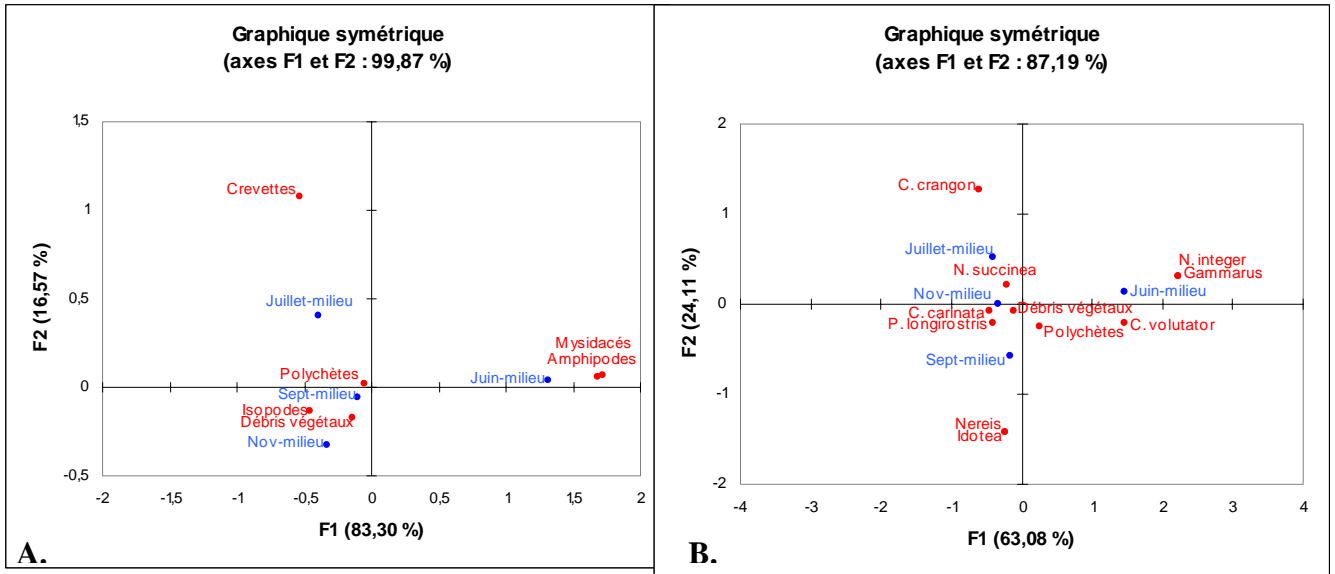 Graphique symétrique
(axes F1 et F2 : 99,87 %)
1,5
1
0,5
0
-0,5
F2 (16,57 %)
Crevettes
Juillet-milieu
Mysidacés
Amphipodes
Juin-milieu
Polychètes
Sept-milieu
Isopodes
Débris végétaux
Nov-milieu
-2
-1,5
-1
-0,5
0
0,5
1
1,5
2
F1 (83,30 %)
A.
Graphique symétrique
(axes F1 et F2 : 87,19 %)
2
1
0
-1
-2
F2 (24,11 %)
C. crangon
Juillet-milieu
N. succinea
N. integer
Gammarus
Nov-milieu
Juin-milieu
C. carinata
Débris végétaux
P. longirostris
Polychètes
C. volutator
Sept-milieu
Nereis
Idotea
-4
-3
-2
-1
0
1
2
3
4
F1 (63,08 %)
B.